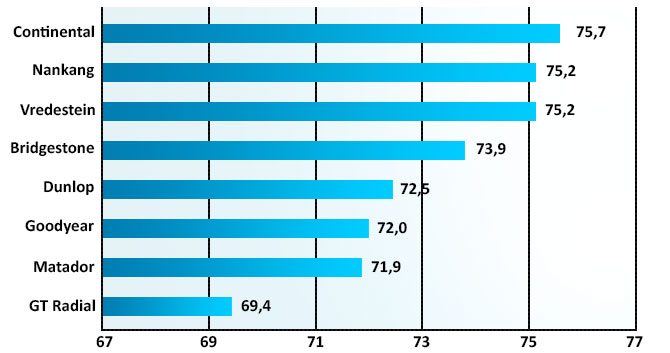 Continental 75,7
Nankang 75,2
Vredestein 75,2
Bridgestone 73,9
Dunlop 72,5
Goodyear 72,0
Matador 71,9
GT Radial 69,4
67 69 71 73 75 77